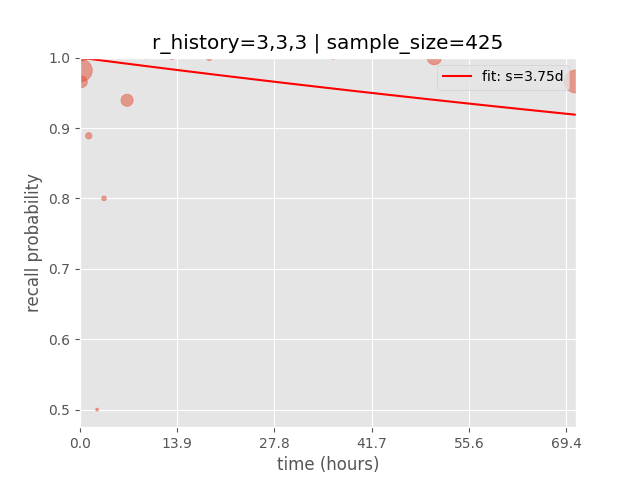 r_history=3,3,3 | sample_size=425
fit: s=3.75d
1.0
0.9
0.8
0.7
0.6
0.5
recall probability
0.0 13.9 27.8 41.7 55.6 69.4
time (hours)